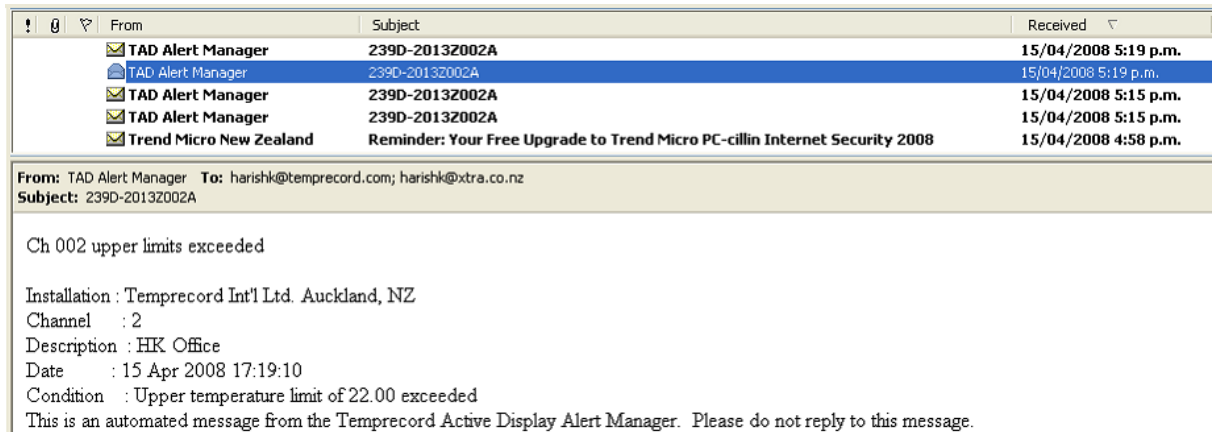 ! From Subject Received
TAD Alert Manager 239D-2013Z002A 15/04/2008 5:19 p.m.
TAD Alert Manager 239D-2013Z002A 15/04/2008 5:19 p.m.
TAD Alert Manager 239D-2013Z002A 15/04/2008 5:15 p.m.
TAD Alert Manager 239D-2013Z002A 15/04/2008 5:15 p.m.
Trend Micro New Zealand Reminder: Your Free Upgrade to Trend Micro PC-cillin Internet Security 2008 15/04/2008 4:58 p.m.
From: TAD Alert Manager To: harishk@temprecord.com; harishk@xtra.co.nz
Subject: 239D-2013Z002A
Ch 002 upper limits exceeded
Installation : Temprecord Int'l Ltd. Auckland, NZ
Channel : 2
Description : HK Office
Date : 15 Apr 2008 17:19:10
Condition : Upper temperature limit of 22.00 exceeded
This is an automated message from the Temprecord Active Display Alert Manager. Please do not reply to this message.